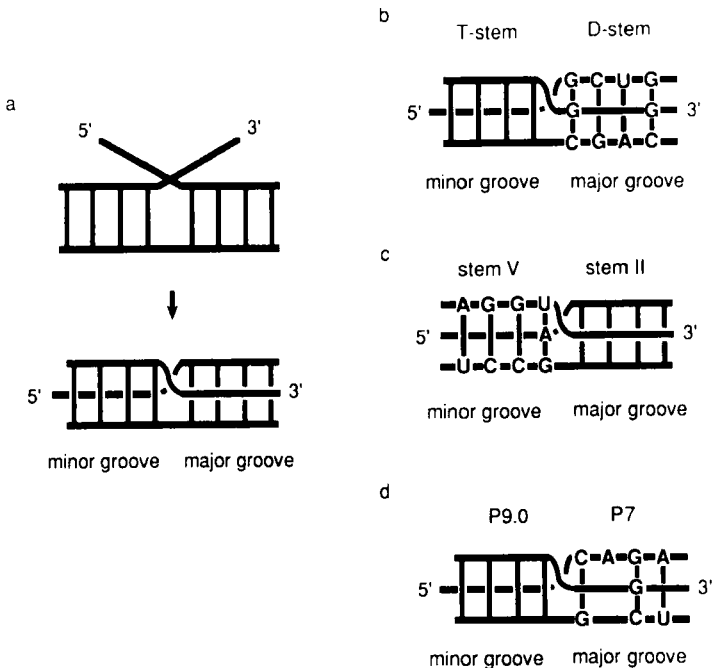 a
5' 3'
5' 3'
minor groove major groove
b
T-stem D-stem
G C U G
5' G G 3'
C G A C
minor groove major groove
c
stem V stem II
A G G U
5' A 3'
U C C G
minor groove major groove
d
P9.0 P7
C A G A
5' G 3'
G C U
minor groove major groove